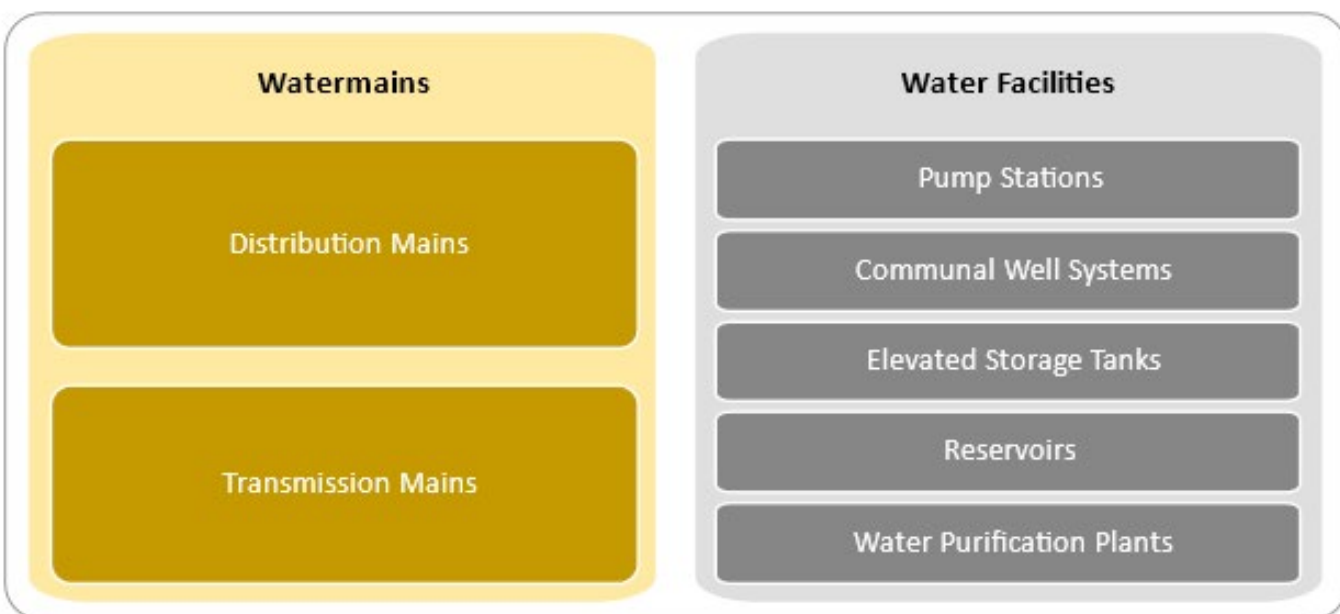 Watermains
Distribution Mains
Transmission Mains
Water Facilities
Pump Stations
Communal Well Systems
Elevated Storage Tanks
Reservoirs
Water Purification Plants